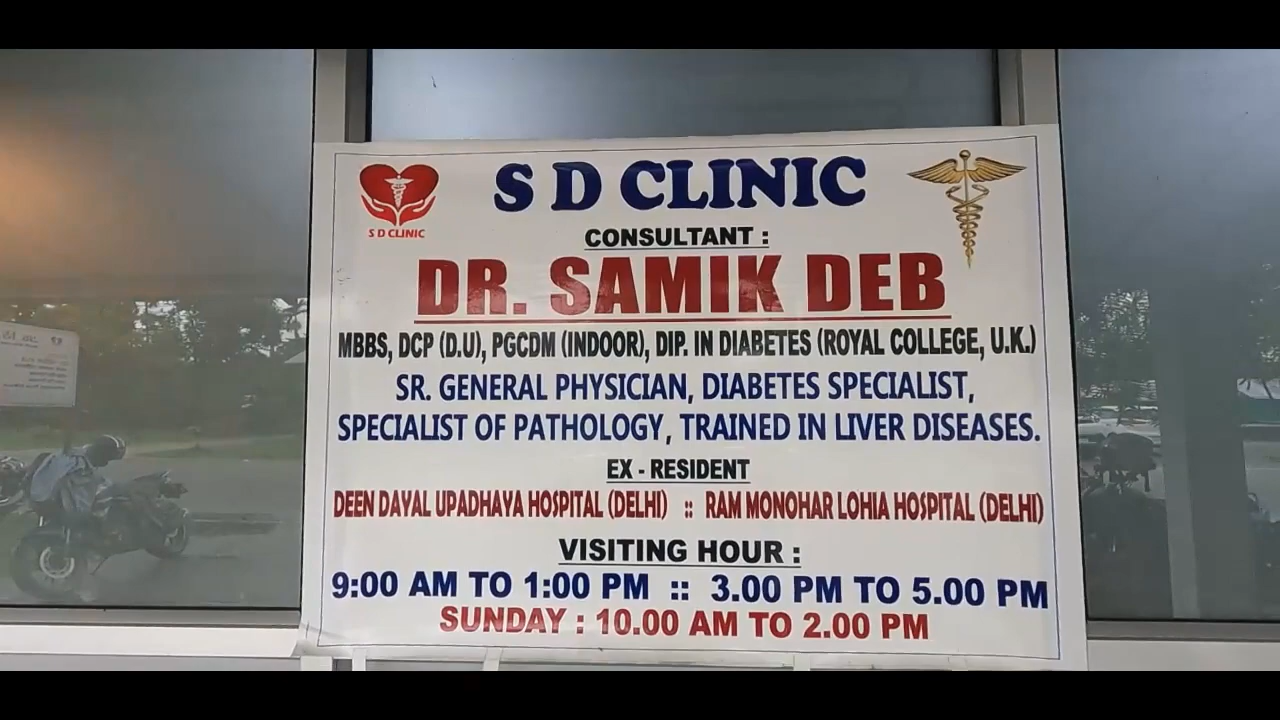 S D CLINIC
S D CLINIC
CONSULTANT :
DR. SAMIK DEB
MBBS, DCP (D.U), PGCDM (INDOOR), DIP. IN DIABETES (ROYAL COLLEGE, U.K.)
SR. GENERAL PHYSICIAN, DIABETES SPECIALIST,
SPECIALIST OF PATHOLOGY, TRAINED IN LIVER DISEASES.
EX - RESIDENT
DEEN DAYAL UPADHAYA HOSPITAL (DELHI) :: RAM MONOHAR LOHIA HOSPITAL (DELHI)
VISITING HOUR :
9:00 AM TO 1:00 PM :: 3.00 PM TO 5.00 PM
SUNDAY : 10.00 AM TO 2.00 PM